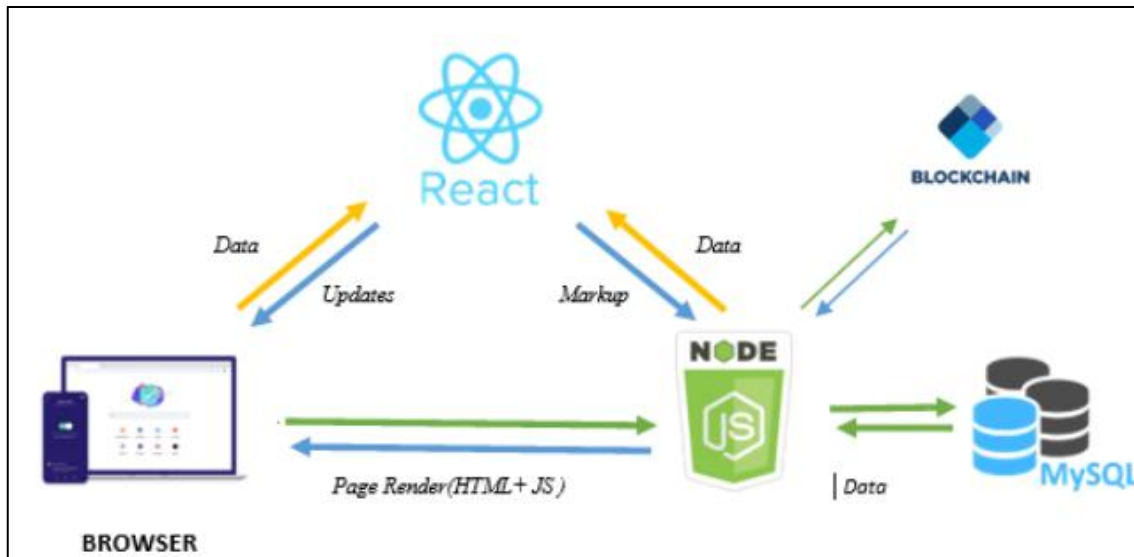 React
BLOCKCHAIN
Data
Data
Updates
Markup
NODE
JS
Page Render(HTML+ JS )
| Data
MySQL
BROWSER